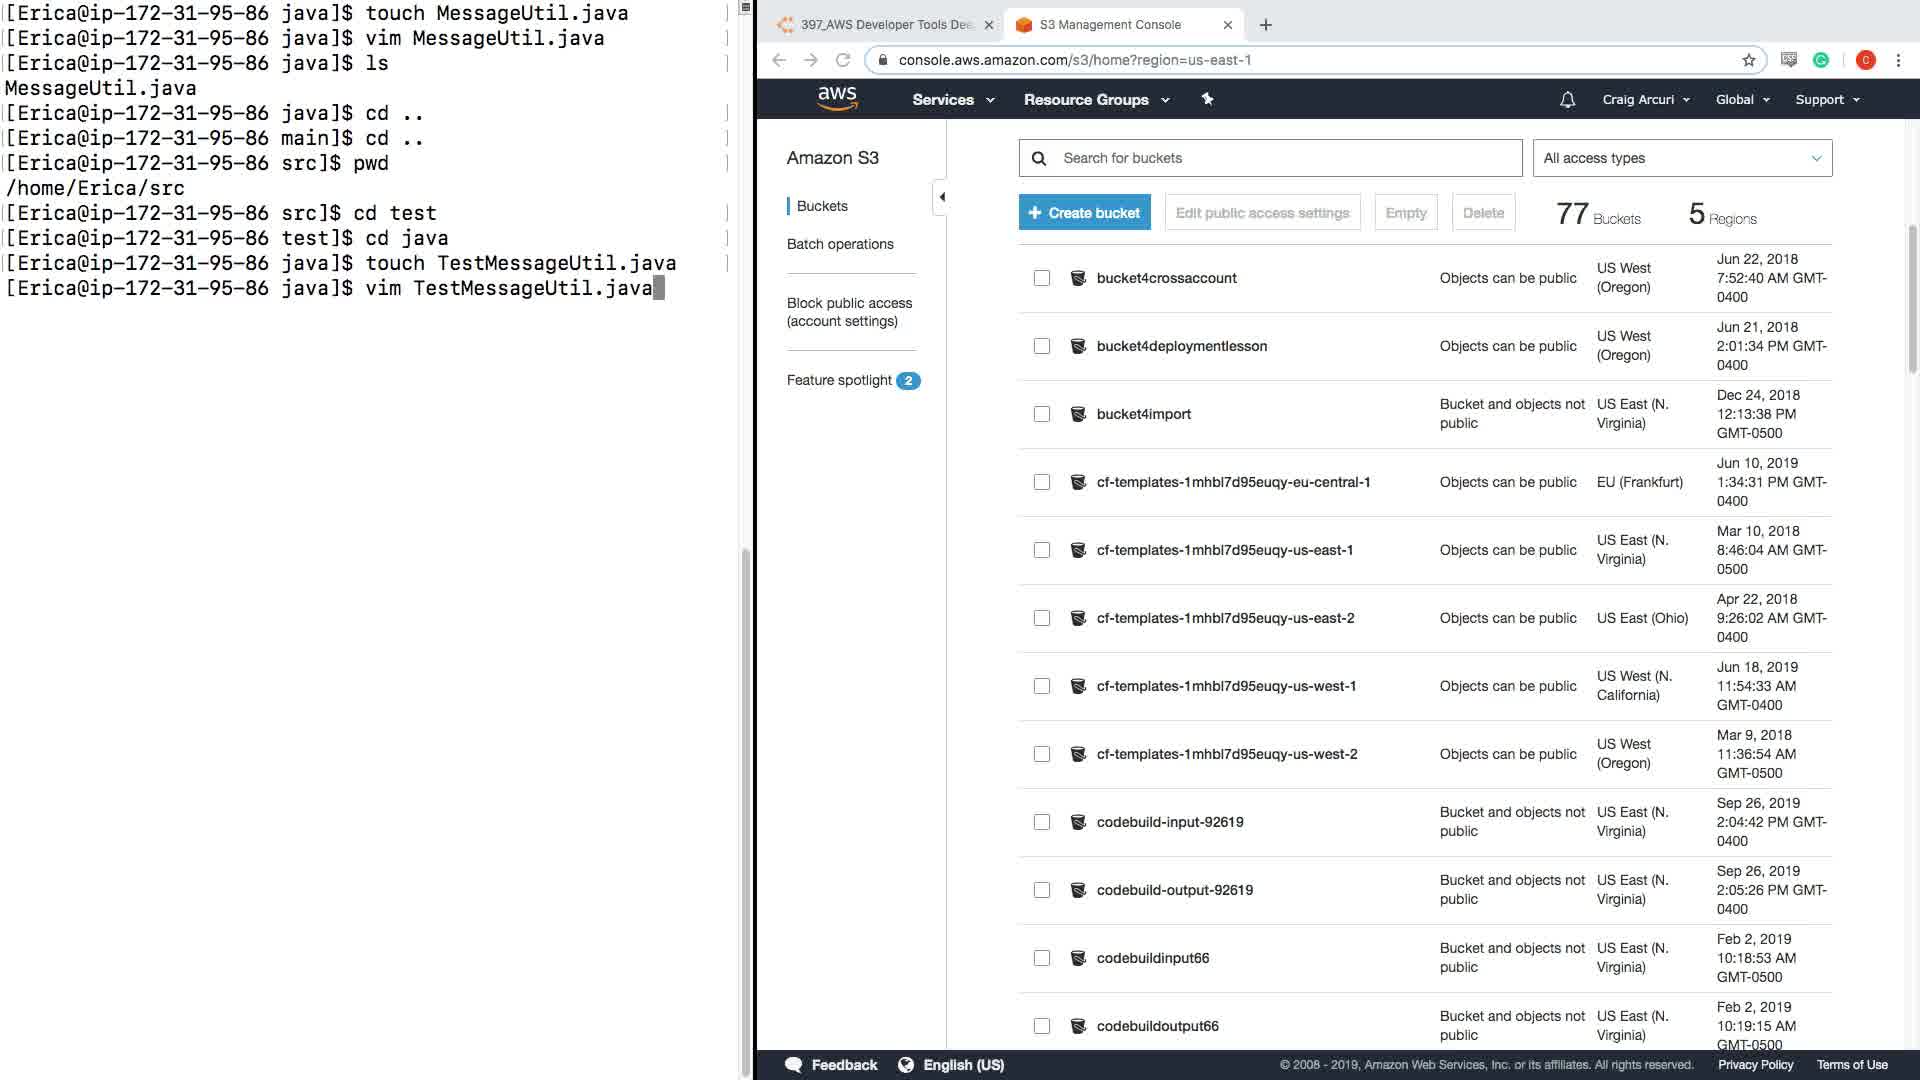 [Erica@ip-172-31-95-86 java]$ touch MessageUtil.java
[Erica@ip-172-31-95-86 java]$ vim MessageUtil.java
[Erica@ip-172-31-95-86 java]$ ls
MessageUtil.java
[Erica@ip-172-31-95-86 java]$ cd ..
[Erica@ip-172-31-95-86 main]$ cd ..
[Erica@ip-172-31-95-86 src]$ pwd
/home/Erica/src
[Erica@ip-172-31-95-86 src]$ cd test
[Erica@ip-172-31-95-86 test]$ cd java
[Erica@ip-172-31-95-86 java]$ touch TestMessageUtil.java
[Erica@ip-172-31-95-86 java]$ vim TestMessageUtil.java
397_AWS Developer Tools Dee
S3 Management Console
console.aws.amazon.com/s3/home?region=us-east-1
C
aws Services Resource Groups Craig Arcuri Global Support
Amazon S3
Buckets
Batch operations
Block public access
(account settings)
Feature spotlight 2
Search for buckets
All access types
+ Create bucket Edit public access settings Empty Delete 77 Buckets 5 Regions
bucket4crossaccount Objects can be public US West
(Oregon)
Jun 22, 2018
7:52:40 AM GMT-
0400
bucket4deploymentlesson Objects can be public US West
(Oregon)
Jun 21, 2018
2:01:34 PM GMT-
0400
bucket4import Bucket and objects not
public
US East (N.
Virginia)
Dec 24, 2018
12:13:38 PM
GMT-0500
cf-templates-1mhbl7d95euqy-eu-central-1 Objects can be public EU (Frankfurt)
Jun 10, 2019
1:34:31 PM GMT-
0400
cf-templates-1mhbl7d95euqy-us-east-1 Objects can be public US East (N.
Virginia)
Mar 10, 2018
8:46:04 AM GMT-
0500
cf-templates-1mhbl7d95euqy-us-east-2 Objects can be public US East (Ohio)
Apr 22, 2018
9:26:02 AM GMT-
0400
cf-templates-1mhbl7d95euqy-us-west-1 Objects can be public US West (N.
California)
Jun 18, 2019
11:54:33 AM
GMT-0400
cf-templates-1mhbl7d95euqy-us-west-2 Objects can be public US West
(Oregon)
Mar 9, 2018
11:36:54 AM
GMT-0500
codebuild-input-92619 Bucket and objects not
public
US East (N.
Virginia)
Sep 26, 2019
2:04:42 PM GMT-
0400
codebuild-output-92619 Bucket and objects not
public
US East (N.
Virginia)
Sep 26, 2019
2:05:26 PM GMT-
0400
codebuildinput66 Bucket and objects not
public
US East (N.
Virginia)
Feb 2, 2019
10:18:53 AM
GMT-0500
codebuildoutput66 Bucket and objects not
public
US East (N.
Virginia)
Feb 2, 2019
10:19:15 AM
GMT-0500
Feedback English (US) © 2008 - 2019, Amazon Web Services, Inc. or its affiliates. All rights reserved. Privacy Policy Terms of Use